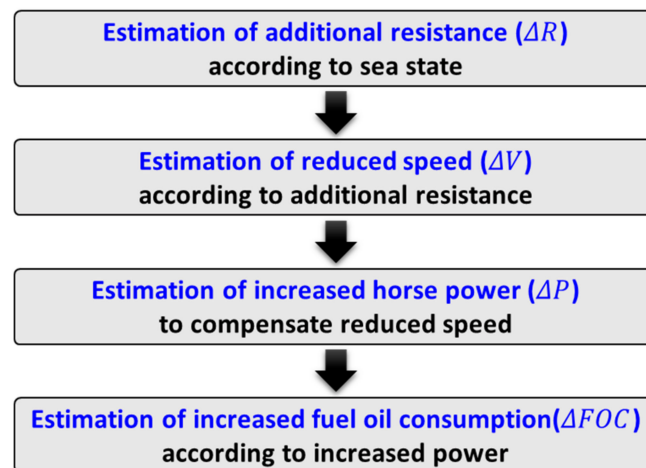 Estimation of additional resistance (ΔR)
according to sea state
Estimation of reduced speed (ΔV)
according to additional resistance
Estimation of increased horse power (ΔP)
to compensate reduced speed
Estimation of increased fuel oil consumption(ΔFOC)
according to increased power